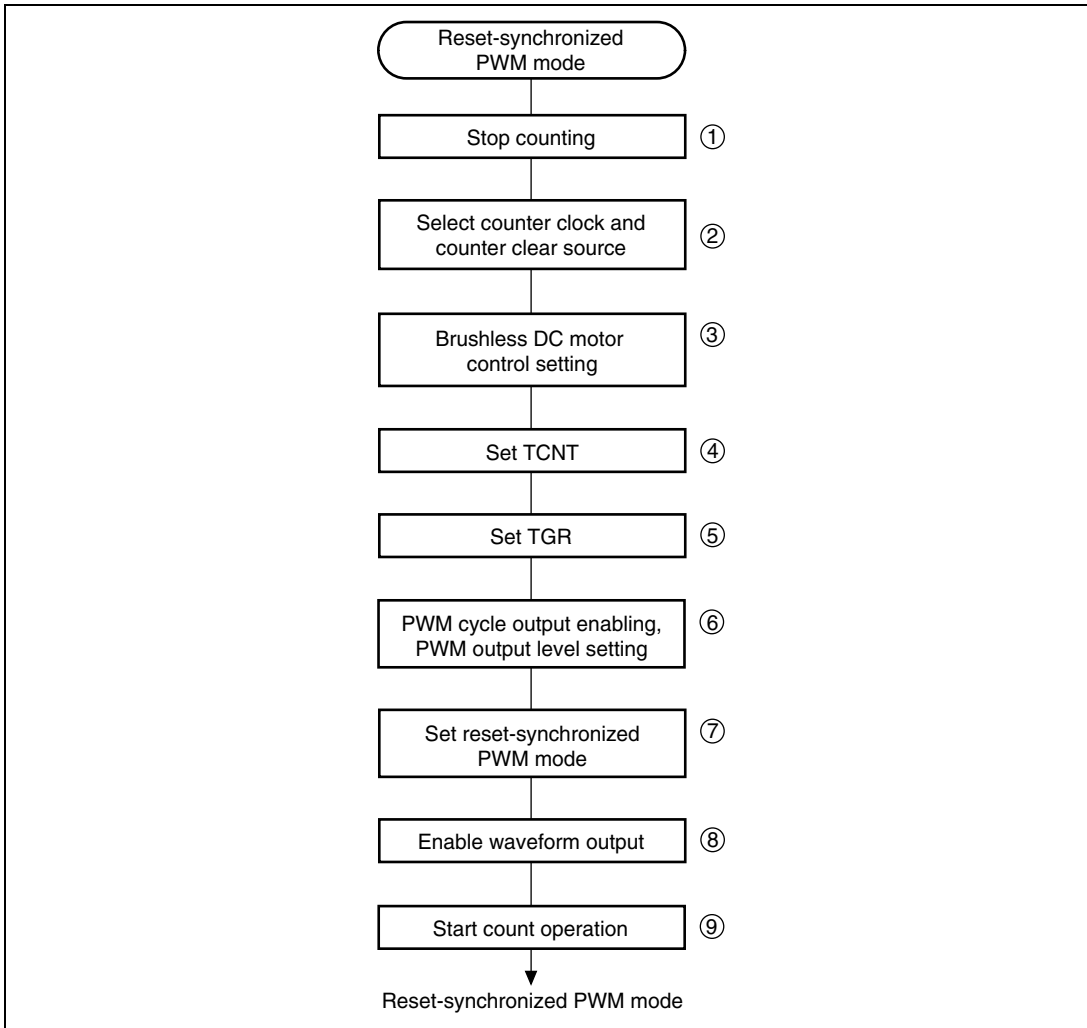 Reset-synchronized
PWM mode
Stop counting
①
Select counter clock and
counter clear source
②
Brushless DC motor
control setting
③
Set TCNT
④
Set TGR
⑤
PWM cycle output enabling,
PWM output level setting
⑥
Set reset-synchronized
PWM mode
⑦
Enable waveform output
⑧
Start count operation
⑨
Reset-synchronized PWM mode